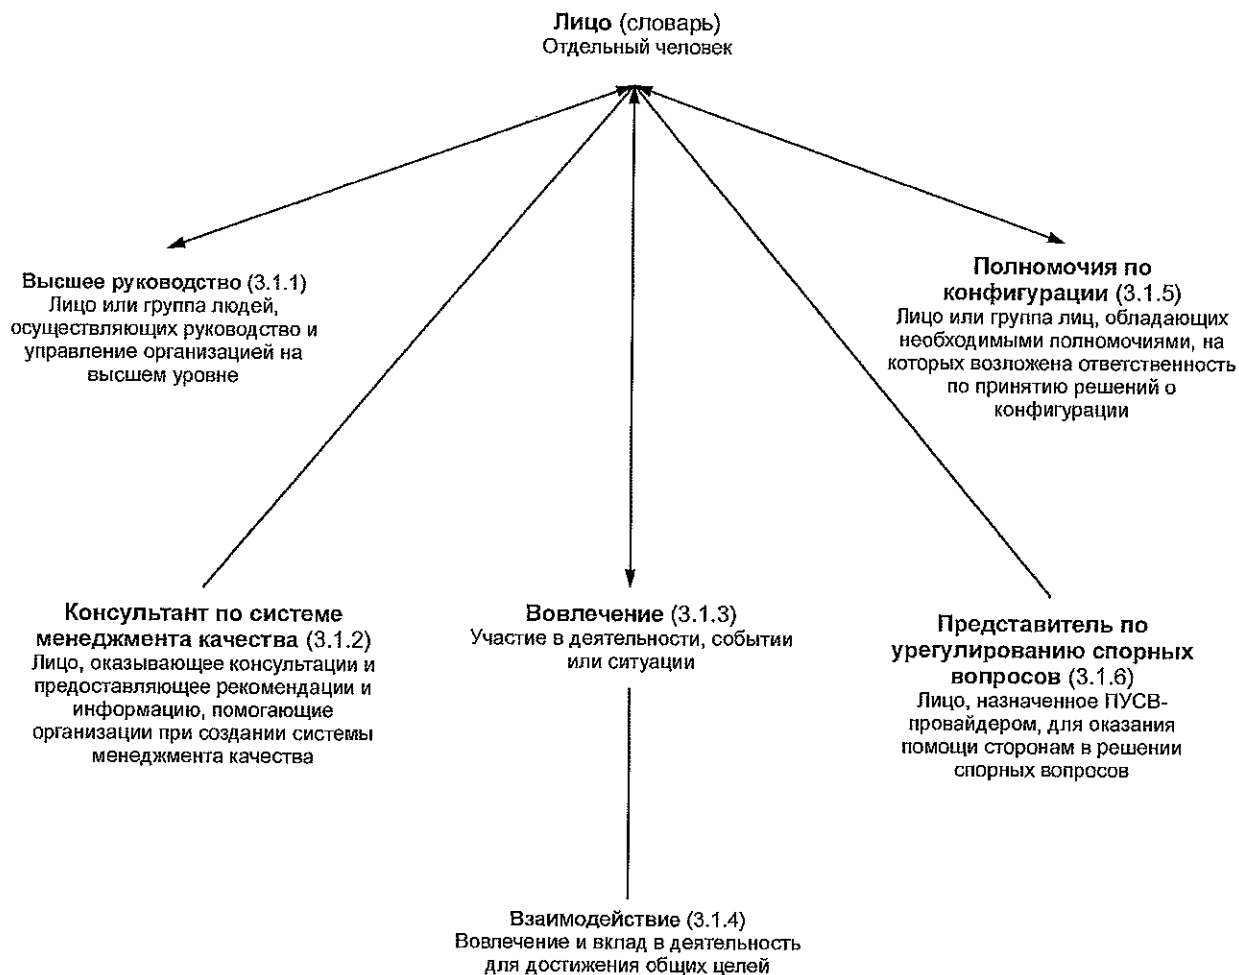 Лицо (словарь)
Отдельный человек
Высшее руководство (3.1.1)
Лицо или группа людей,
осуществляющих руководство и
управление организацией на
высшем уровне
Полномочия по
конфигурации (3.1.5)
Лицо или группа лиц, обладающих
необходимыми полномочиями, на
которых возложена ответственность
по принятию решений о
конфигурации
Консультант по системе
менеджмента качества (3.1.2)
Лицо, оказывающее консультации и
предоставляющее рекомендации и
информацию, помогающие
организации при создании системы
менеджмента качества
Вовлечение (3.1.3)
Участие в деятельности, событии
или ситуации
Представитель по
урегулированию спорных
вопросов (3.1.6)
Лицо, назначенное ПУСВ-
провайдером, для оказания
помощи сторонам в решении
спорных вопросов
Взаимодействие (3.1.4)
Вовлечение и вклад в деятельность
для достижения общих целей